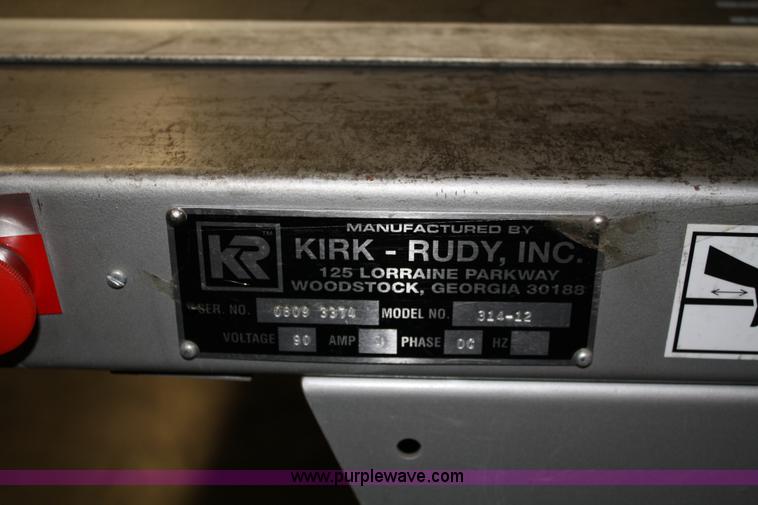 MANUFACTURED BY
KR™
KIRK - RUDY, INC.
125 LORRAINE PARKWAY
WOODSTOCK, GEORGIA 30188
SER. NO. 0809 3374 MODEL NO. 314-12
VOLTAGE 90 AMP PHASE DC HZ
www.purplewave.com